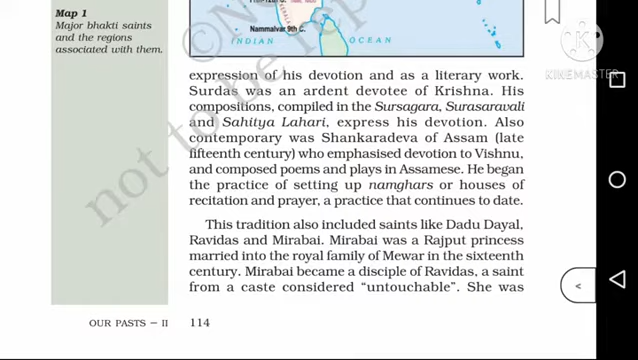 Map 1
Major bhakti saints
and the regions
associated with them.
Nammalvar 9th C.
INDIAN OCEAN
KINEMASTER
expression of his devotion and as a literary work.
Surdas was an ardent devotee of Krishna. His
compositions, compiled in the Sursagara, Surasaravali
and Sahitya Lahari, express his devotion. Also
contemporary was Shankaradeva of Assam (late
fifteenth century) who emphasised devotion to Vishnu,
and composed poems and plays in Assamese. He began
the practice of setting up namghars or houses of
recitation and prayer, a practice that continues to date.
This tradition also included saints like Dadu Dayal,
Ravidas and Mirabai. Mirabai was a Rajput princess
married into the royal family of Mewar in the sixteenth
century. Mirabai became a disciple of Ravidas, a saint
from a caste considered “untouchable”. She was
not to be re
OUR PASTS – II 114